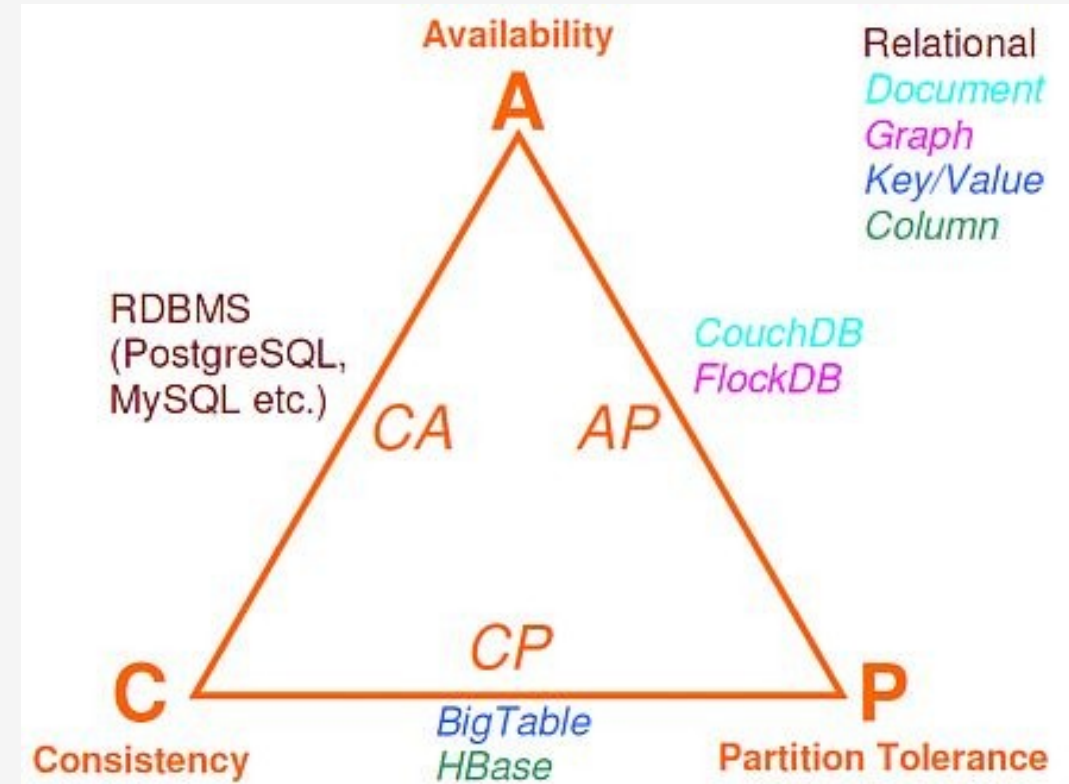 Availability
A
Relational
Document
Graph
Key/Value
Column
RDBMS
(PostgreSQL,
MySQL etc.)
CouchDB
FlockDB
CA
AP
CP
C
P
Consistency
BigTable
HBase
Partition Tolerance